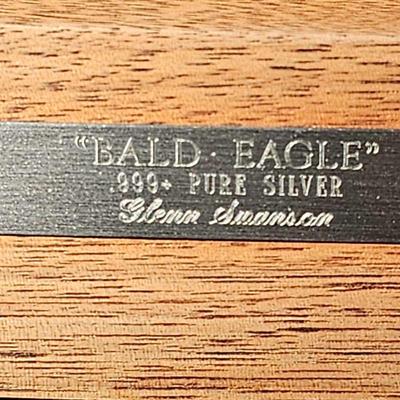 “BALD · EAGLE”
.999+ PURE SILVER
Glenn Swanson